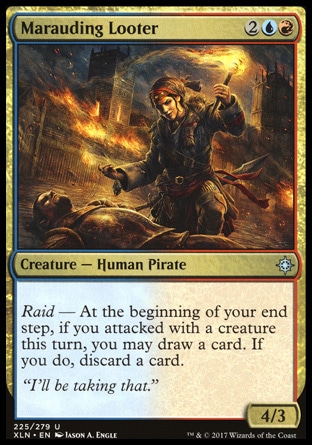 Marauding Looter 2
Creature — Human Pirate
Raid — At the beginning of your end
step, if you attacked with a creature
this turn, you may draw a card. If
you do, discard a card.
“I’ll be taking that.”
4/3
225/279 U
XLN • EN Jason A. Engle ™ & © 2017 Wizards of the Coast